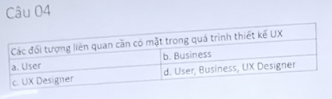 Câu 04
Các đối tượng liên quan cần có mặt trong quá trình thiết kế UX
a. User
b. Business
c. UX Designer
d. User, Business, UX Designer